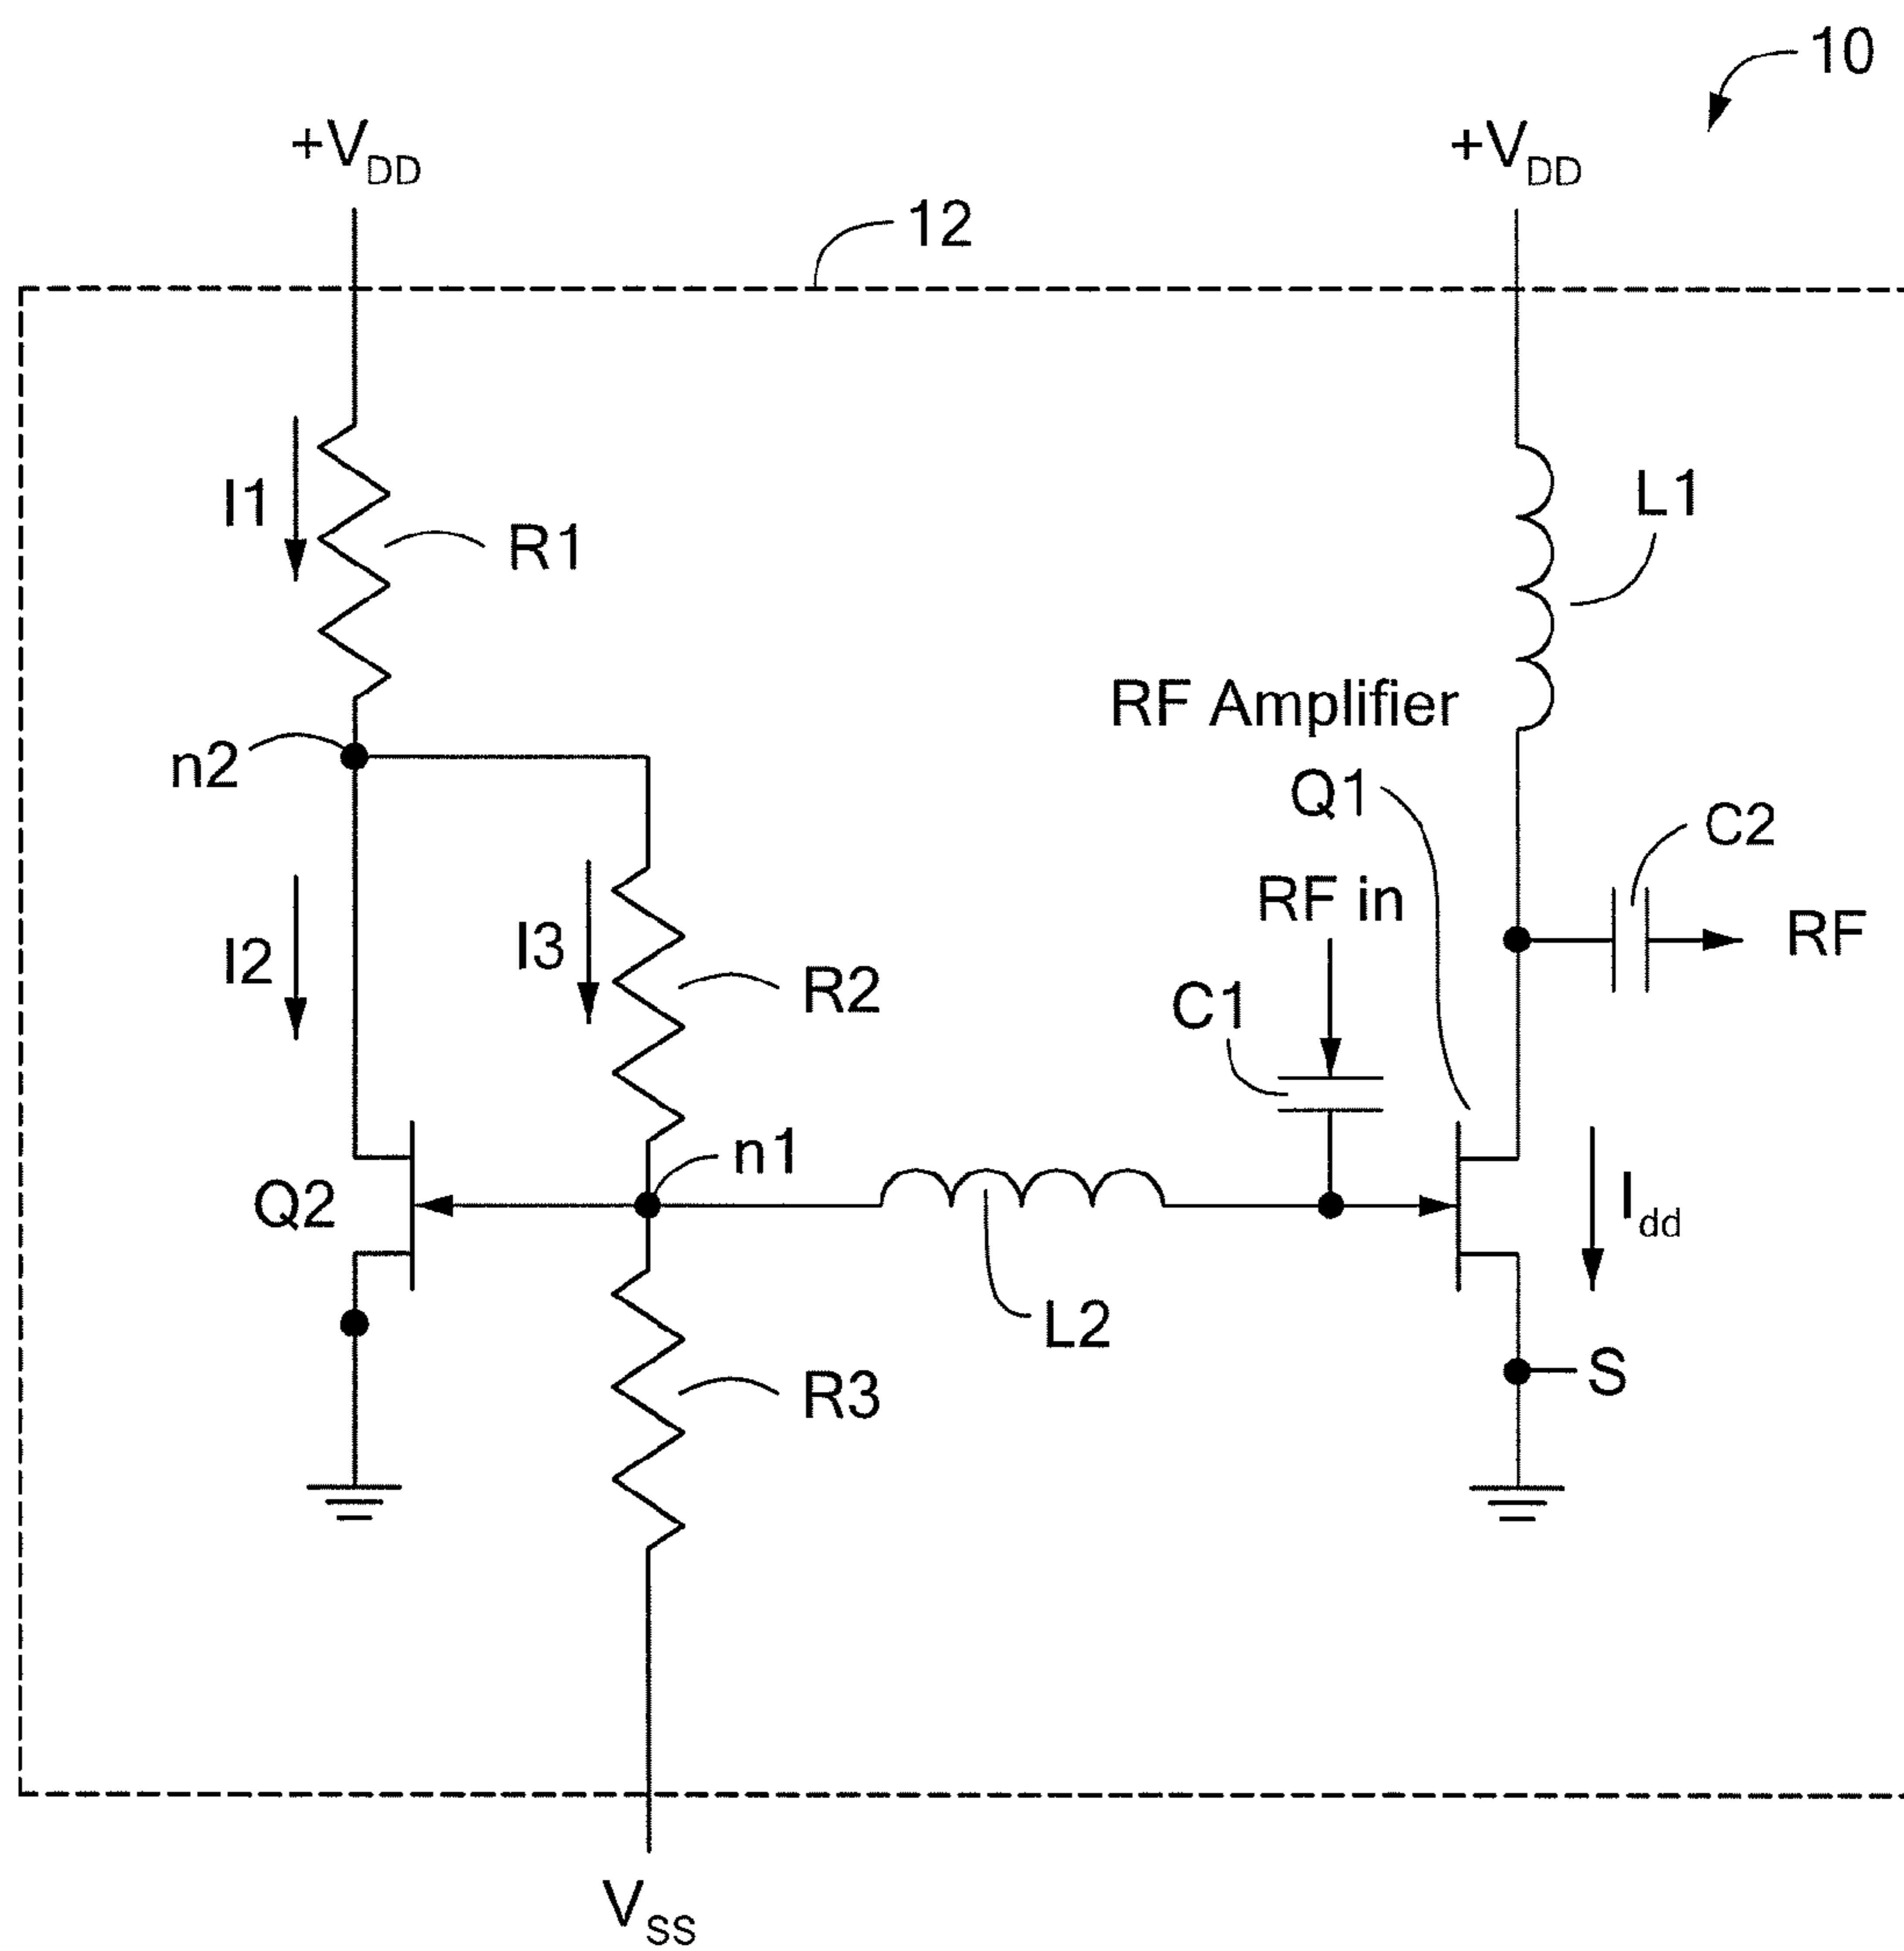 10
+VDD
+VDD
12
I1
R1
L1
RF Amplifier
n2
Q1
C2
RF in
I2
I3
R2
C1
RF
n1
Q2
Idd
L2
S
R3
VSS